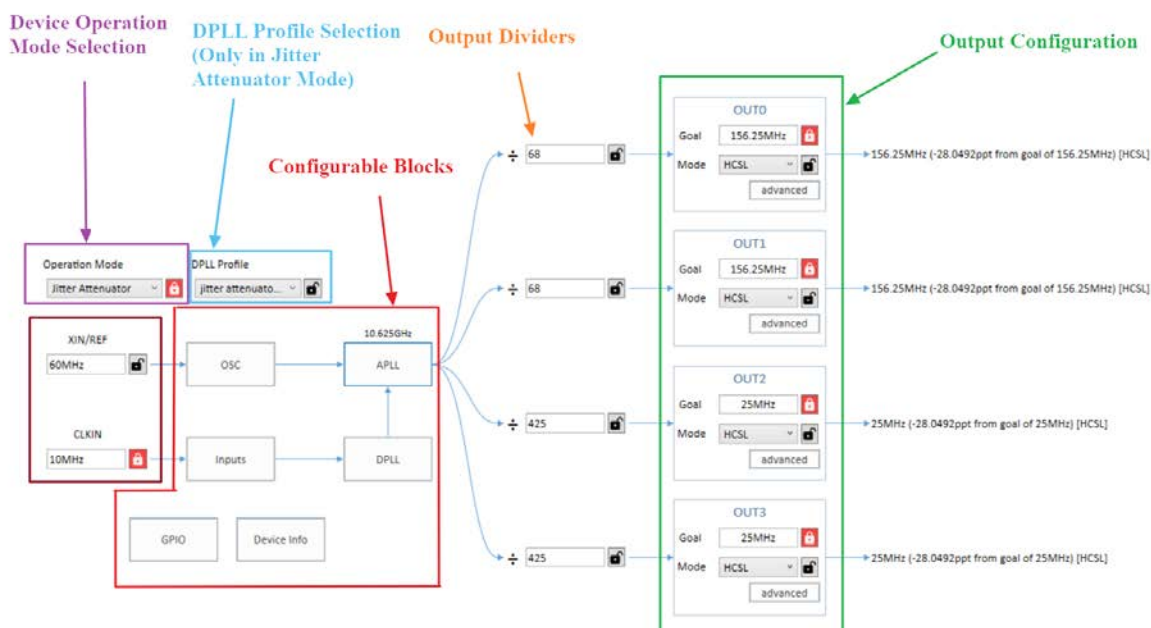 Device Operation
Mode Selection
DPLL Profile Selection
(Only in Jitter
Attenuator Mode)
Output Dividers
Output Configuration
Configurable Blocks
Operation Mode
Jitter Attenuator
DPLL Profile
jitter attenuato...
XIN/REF
60MHz
CLKIN
10MHz
OSC
10.625GHz
APLL
Inputs
DPLL
GPIO
Device Info
÷ 68
OUT0
Goal 156.25MHz
Mode HCSL
advanced
156.25MHz (-28.0492ppt from goal of 156.25MHz) [HCSL]
÷ 68
OUT1
Goal 156.25MHz
Mode HCSL
advanced
156.25MHz (-28.0492ppt from goal of 156.25MHz) [HCSL]
÷ 425
OUT2
Goal 25MHz
Mode HCSL
advanced
25MHz (-28.0492ppt from goal of 25MHz) [HCSL]
÷ 425
OUT3
Goal 25MHz
Mode HCSL
advanced
25MHz (-28.0492ppt from goal of 25MHz) [HCSL]